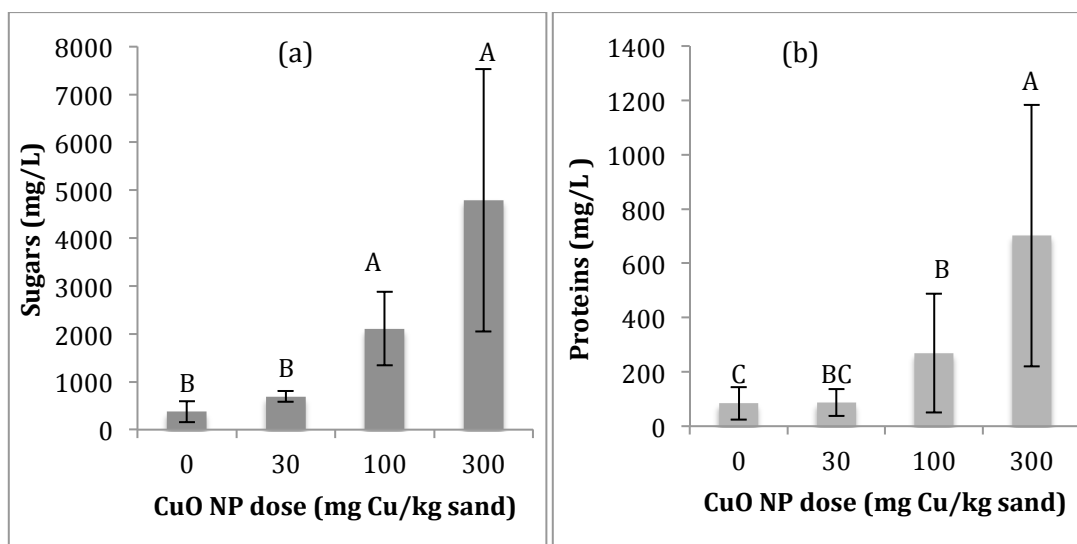 (a)
Sugars (mg/L)
8000
7000
6000
5000
4000
3000
2000
1000
0
B
B
A
A
0 30 100 300
CuO NP dose (mg Cu/kg sand)
(b)
Proteins (mg/L )
1400
1200
1000
800
600
400
200
0
C
BC
B
A
0 30 100 300
CuO NP dose (mg Cu/kg sand)